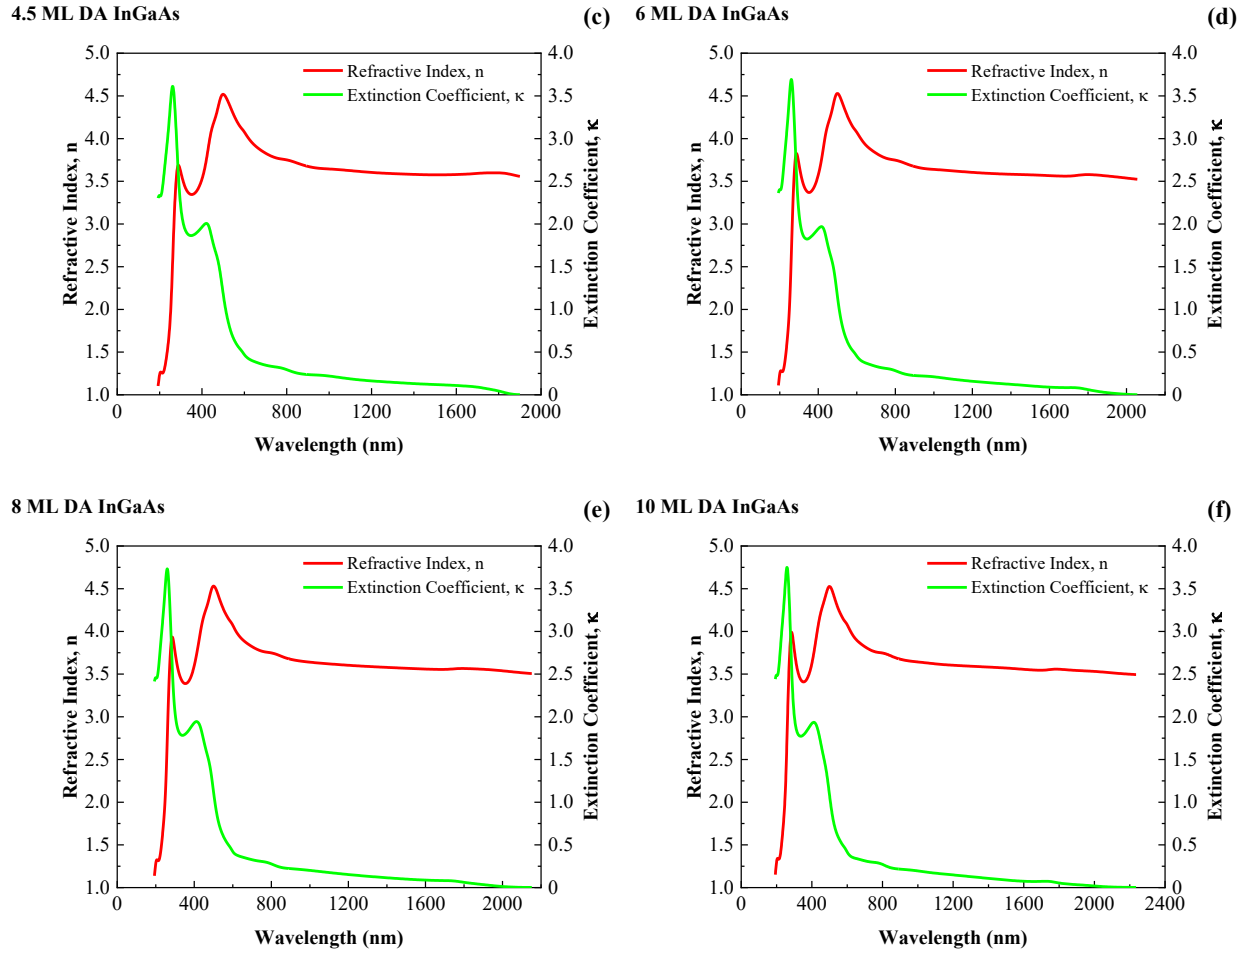 4.5 ML DA InGaAs
(c)
5.0
4.5
4.0
3.5
3.0
2.5
2.0
1.5
1.0
Refractive Index, n
Refractive Index, n
Extinction Coefficient, κ
4.0
3.5
3.0
2.5
2.0
1.5
1.0
0.5
0
Extinction Coefficient, κ
0 400 800 1200 1600 2000
Wavelength (nm)
6 ML DA InGaAs
(d)
5.0
4.5
4.0
3.5
3.0
2.5
2.0
1.5
1.0
Refractive Index, n
Refractive Index, n
Extinction Coefficient, κ
4.0
3.5
3.0
2.5
2.0
1.5
1.0
0.5
0
Extinction Coefficient, κ
0 400 800 1200 1600 2000
Wavelength (nm)
8 ML DA InGaAs
(e)
5.0
4.5
4.0
3.5
3.0
2.5
2.0
1.5
1.0
Refractive Index, n
Refractive Index, n
Extinction Coefficient, κ
4.0
3.5
3.0
2.5
2.0
1.5
1.0
0.5
0
Extinction Coefficient, κ
0 400 800 1200 1600 2000
Wavelength (nm)
10 ML DA InGaAs
(f)
5.0
4.5
4.0
3.5
3.0
2.5
2.0
1.5
1.0
Refractive Index, n
Refractive Index, n
Extinction Coefficient, κ
4.0
3.5
3.0
2.5
2.0
1.5
1.0
0.5
0
Extinction Coefficient, κ
0 400 800 1200 1600 2000 2400
Wavelength (nm)